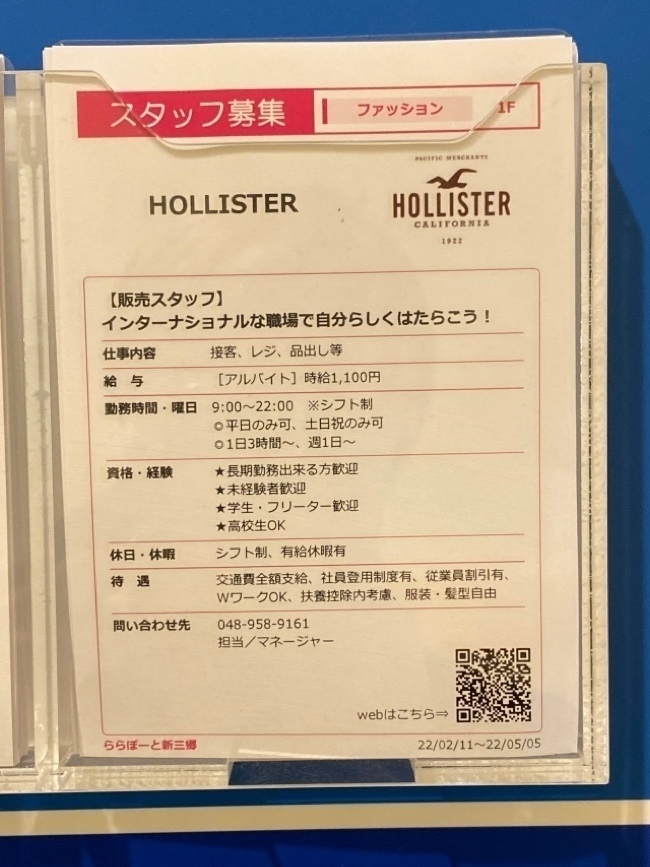 スタッフ募集 ファッション 1F
HOLLISTER
PACIFIC MERCHANTS
HOLLISTER
CALIFORNIA
1922
【販売スタッフ】
インターナショナルな職場で自分らしくはたらこう！
仕事内容 接客、レジ、品出し等
給 与 ［アルバイト］時給1,100円
勤務時間・曜日 9:00～22:00 ※シフト制
◎平日のみ可、土日祝のみ可
◎1日3時間～、週1日～
資格・経験 ★長期勤務出来る方歓迎
★未経験者歓迎
★学生・フリーター歓迎
★高校生OK
休日・休暇 シフト制、有給休暇有
待 遇 交通費全額支給、社員登用制度有、従業員割引有、
WワークOK、扶養控除内考慮、服装・髪型自由
問い合わせ先 048-958-9161
担当／マネージャー
webはこちら⇒
ららぽーと新三郷 22/02/11～22/05/05